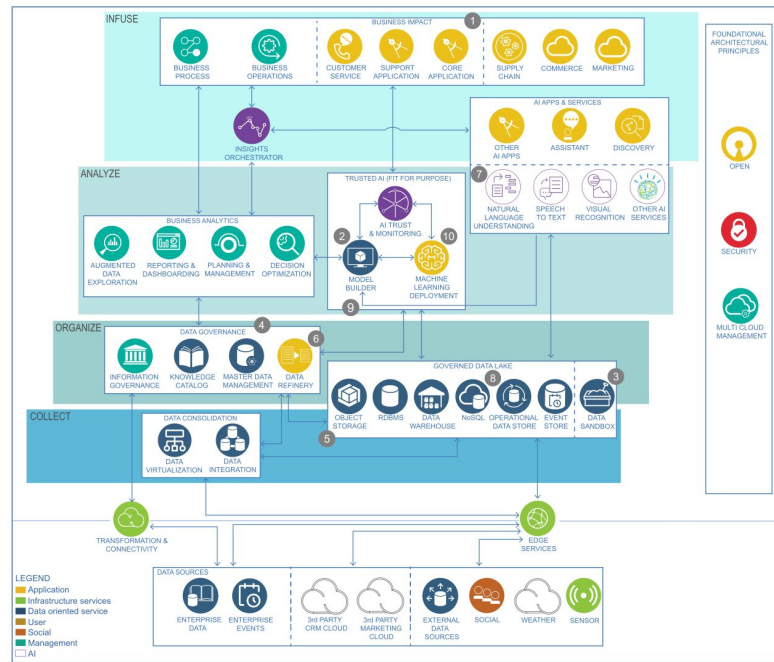 INFUSE
BUSINESS IMPACT
1
BUSINESS
PROCESS
BUSINESS
OPERATIONS
CUSTOMER
SERVICE
SUPPORT
APPLICATION
CORE
APPLICATION
SUPPLY
CHAIN
COMMERCE
MARKETING
FOUNDATIONAL
ARCHITECTURAL
PRINCIPLES
OPEN
SECURITY
MULTI CLOUD
MANAGEMENT
INSIGHTS
ORCHESTRATOR
AI APPS & SERVICES
OTHER
AI APPS
ASSISTANT
DISCOVERY
ANALYZE
7
NATURAL
LANGUAGE
UNDERSTANDING
SPEECH
TO TEXT
VISUAL
RECOGNITION
OTHER AI
SERVICES
TRUSTED AI (FIT FOR PURPOSE)
AI TRUST
& MONITORING
2
10
MODEL
BUILDER
MACHINE
LEARNING
DEPLOYMENT
9
BUSINESS ANALYTICS
AUGMENTED
DATA
EXPLORATION
REPORTING &
DASHBOARDING
PLANNING &
MANAGEMENT
DECISION
OPTIMIZATION
ORGANIZE
DATA GOVERNANCE
4
6
INFORMATION
GOVERNANCE
KNOWLEDGE
CATALOG
MASTER DATA
MANAGEMENT
DATA
REFINERY
GOVERNED DATA LAKE
8
3
OBJECT
STORAGE
RDBMS
DATA
WAREHOUSE
NoSQL
OPERATIONAL
DATA STORE
EVENT
STORE
DATA
SANDBOX
5
COLLECT
DATA CONSOLIDATION
DATA
VIRTUALIZATION
DATA
INTEGRATION
TRANSFORMATION &
CONNECTIVITY
EDGE
SERVICES
DATA SOURCES
ENTERPRISE
DATA
ENTERPRISE
EVENTS
3rd PARTY
CRM CLOUD
3rd PARTY
MARKETING
CLOUD
EXTERNAL
DATA
SOURCES
SOCIAL
WEATHER
SENSOR
LEGEND
Application
Infrastructure services
Data oriented service
User
Social
Management
AI